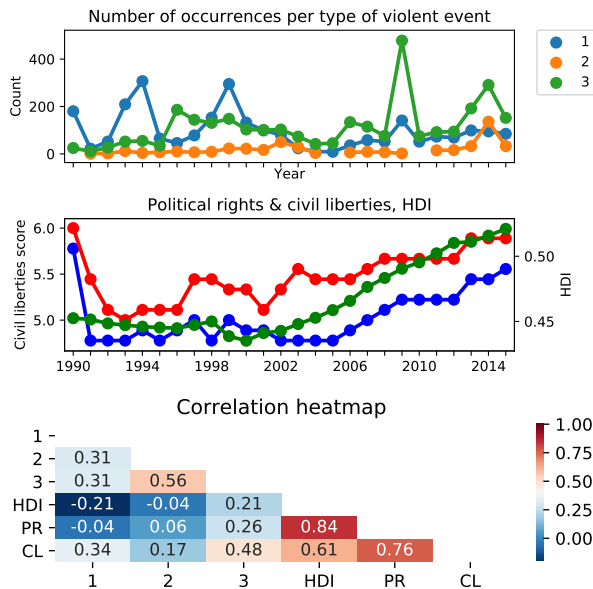 Number of occurrences per type of violent event
400
200
0
Count
Year
1
2
3
Political rights & civil liberties, HDI
6.0
5.5
5.0
Civil liberties score
0.50
0.45
HDI
1990 1994 1998 2002 2006 2010 2014
Correlation heatmap
1
2 0.31
3 0.31 0.56
HDI -0.21 -0.04 0.21
PR -0.04 0.06 0.26 0.84
CL 0.34 0.17 0.48 0.61 0.76
1 2 3 HDI PR CL
1.00
0.75
0.50
0.25
0.00